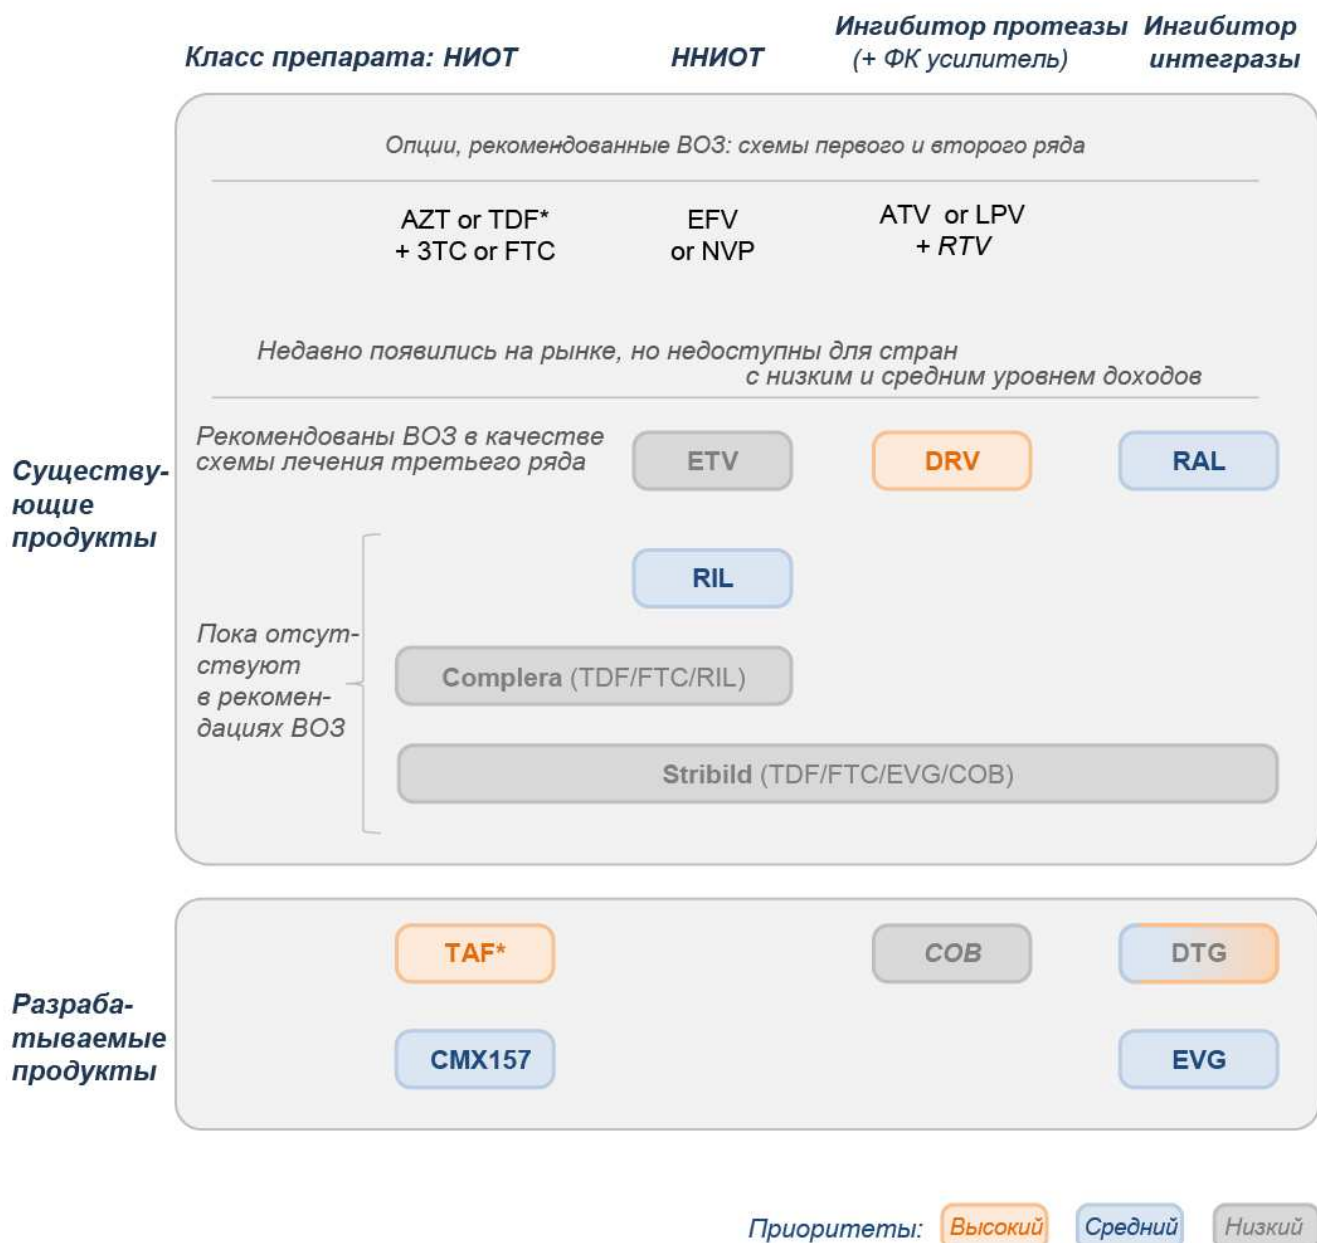 Класс препарата: НИОТ
ННИОТ
Ингибитор протеазы
(+ ФК усилитель)
Ингибитор
интегразы
Опции, рекомендованные ВОЗ: схемы первого и второго ряда
AZT or TDF*
+ 3TC or FTC
EFV
or NVP
ATV or LPV
+ RTV
Недавно появились на рынке, но недоступны для стран
с низким и средним уровнем доходов
Существу-
ющие
продукты
Рекомендованы ВОЗ в качестве
схемы лечения третьего ряда
ETV
DRV
RAL
RIL
Пока отсут-
ствуют
в рекомен-
дациях ВОЗ
Complera (TDF/FTC/RIL)
Stribild (TDF/FTC/EVG/COB)
Разраба-
тываемые
продукты
TAF*
COB
DTG
CMX157
EVG
Приоритеты: Высокий Средний Низкий